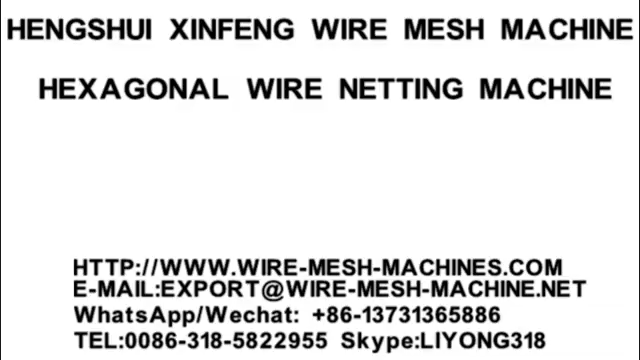 HENGSHUI XINFENG WIRE MESH MACHINE
HEXAGONAL WIRE NETTING MACHINE
HTTP://WWW.WIRE-MESH-MACHINES.COM
E-MAIL:EXPORT@WIRE-MESH-MACHINE.NET
WhatsApp/Wechat: +86-13731365886
TEL:0086-318-5822955 Skype:LIYONG318